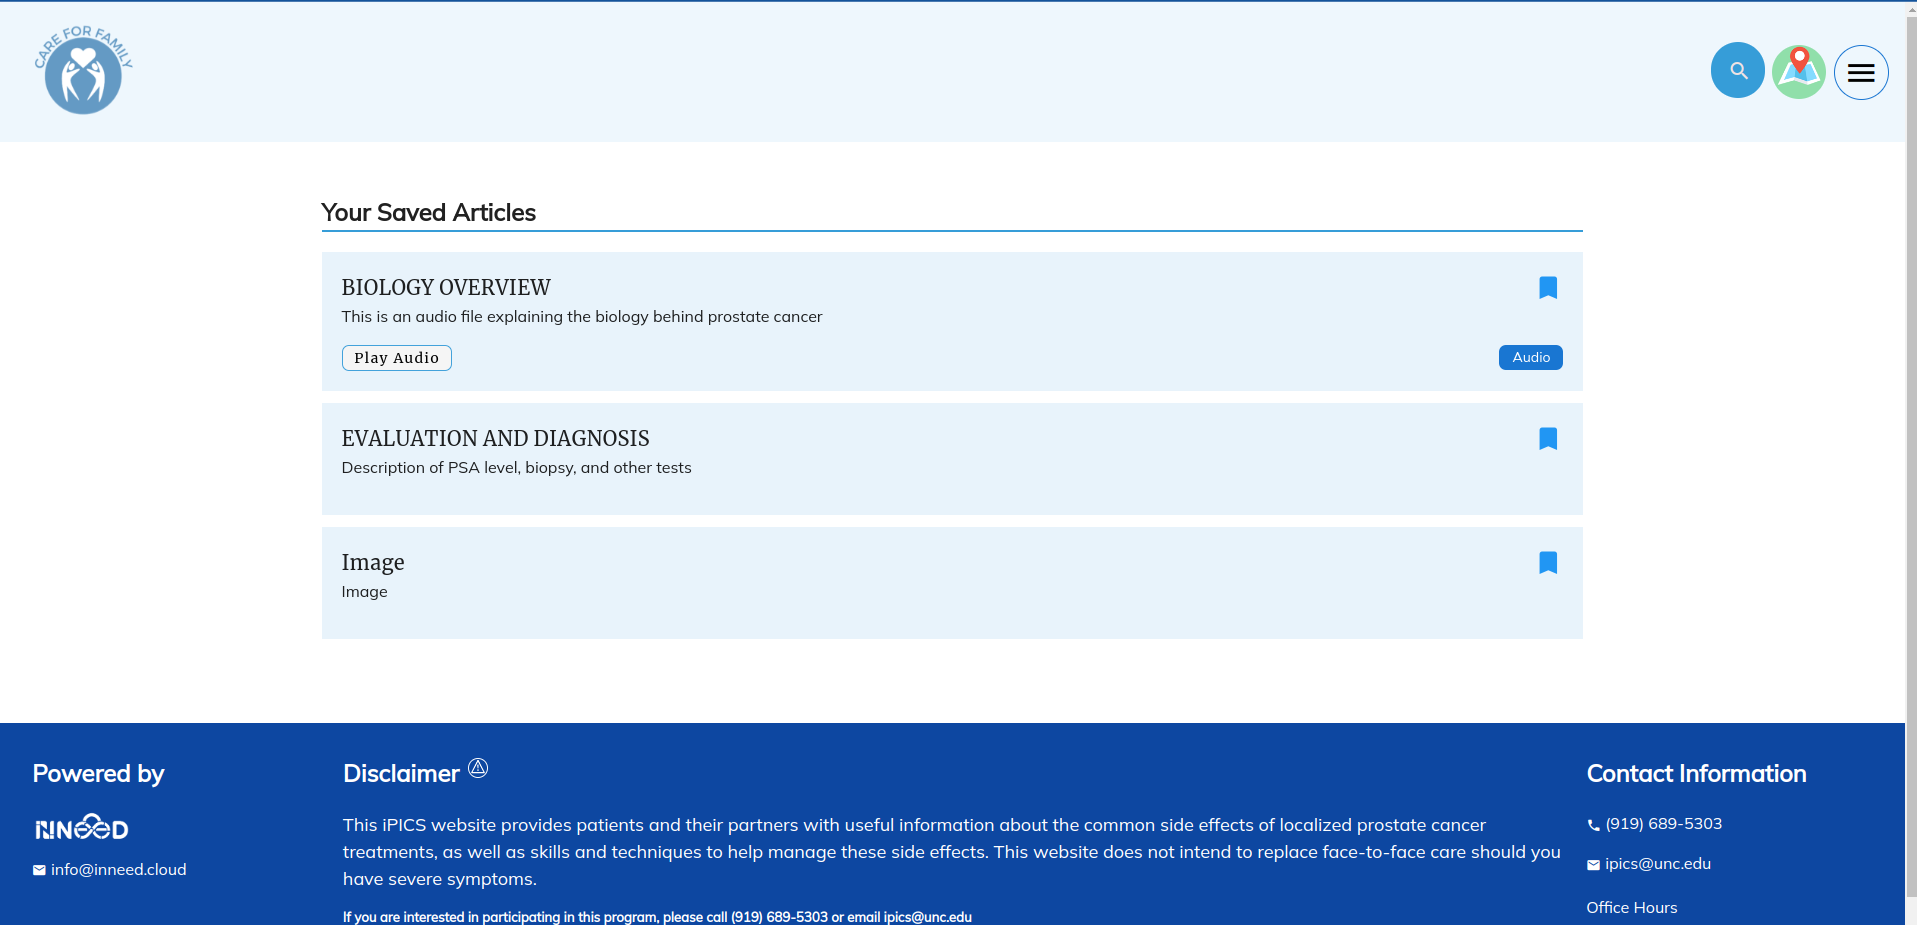 CARE FOR FAMILY
Your Saved Articles
BIOLOGY OVERVIEW
This is an audio file explaining the biology behind prostate cancer
Play Audio
Audio
EVALUATION AND DIAGNOSIS
Description of PSA level, biopsy, and other tests
Image
Image
Powered by
INNEED
info@inneed.cloud
Disclaimer
This iPICS website provides patients and their partners with useful information about the common side effects of localized prostate cancer
treatments, as well as skills and techniques to help manage these side effects. This website does not intend to replace face-to-face care should you
have severe symptoms.
If you are interested in participating in this program, please call (919) 689-5303 or email ipics@unc.edu
Contact Information
(919) 689-5303
ipics@unc.edu
Office Hours